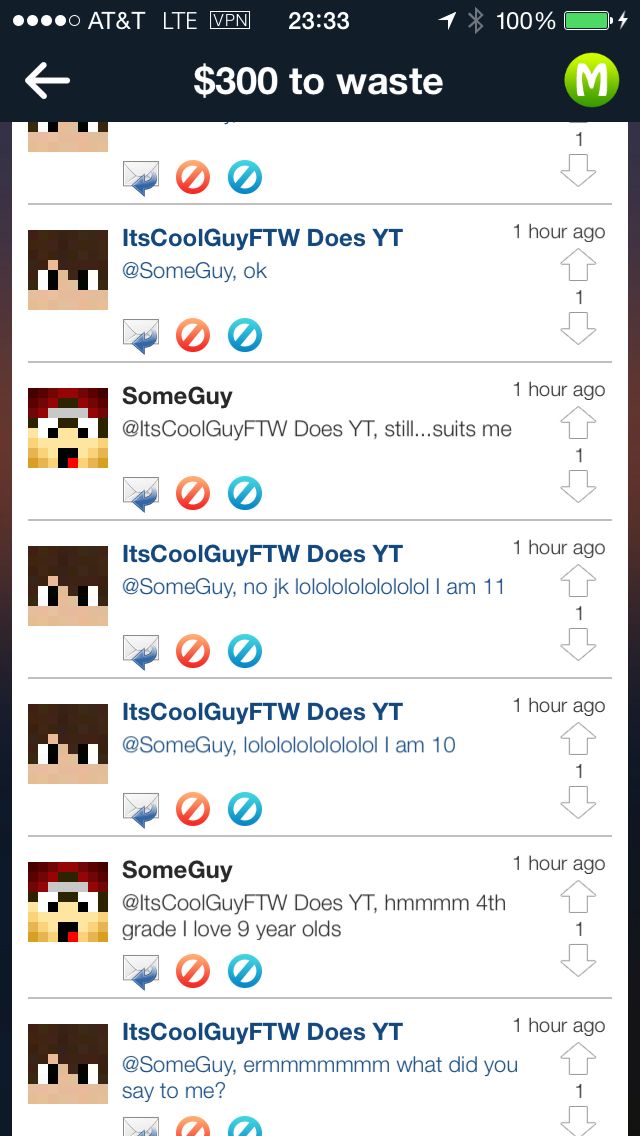 AT&T LTE VPN 23:33 100%
$300 to waste
M
1
ItsCoolGuyFTW Does YT
1 hour ago
@SomeGuy, ok
1
SomeGuy
1 hour ago
@ItsCoolGuyFTW Does YT, still...suits me
1
ItsCoolGuyFTW Does YT
1 hour ago
@SomeGuy, no jk lolololololololol I am 11
1
ItsCoolGuyFTW Does YT
1 hour ago
@SomeGuy, lolololololololol I am 10
1
SomeGuy
1 hour ago
@ItsCoolGuyFTW Does YT, hmmmm 4th
grade I love 9 year olds
1
ItsCoolGuyFTW Does YT
1 hour ago
@SomeGuy, ermmmmmmm what did you
say to me?
1